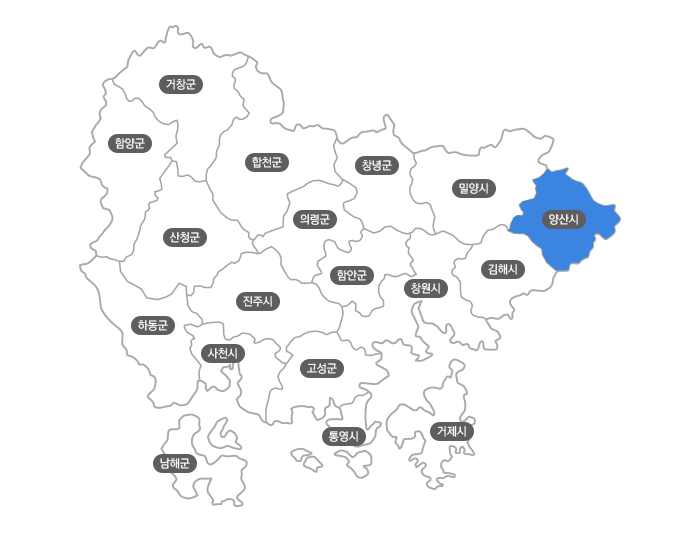 거창군
함양군
합천군
창녕군
밀양시
의령군
양산시
산청군
김해시
함안군
창원시
진주시
하동군
사천시
고성군
거제시
통영시
남해군